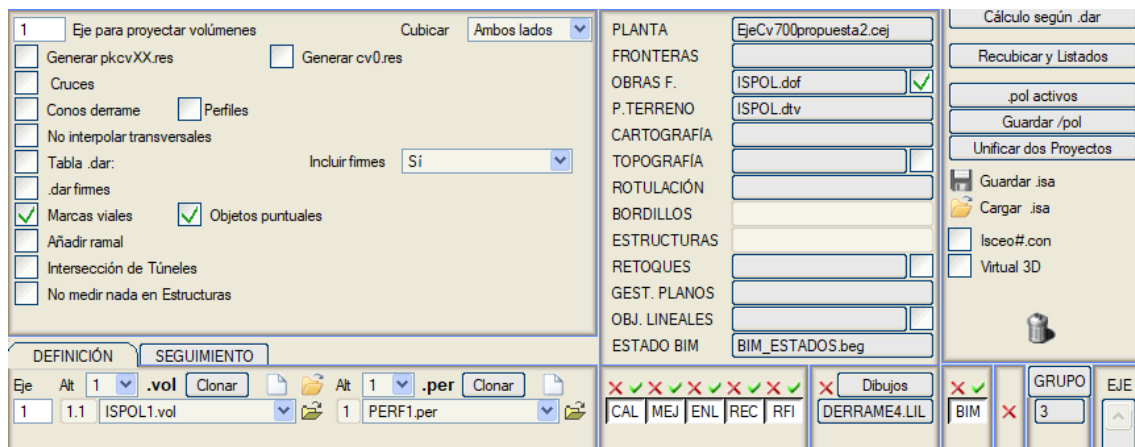 1 Eje para proyectar volúmenes Cubicar Ambos lados
Generar pkcvXX.res Generar cv0.res
Cruces
Conos derrame Perfiles
No interpolar transversales
Tabla .dar: Incluir firmes Sí
.dar firmes
Marcas viales Objetos puntuales
Añadir ramal
Intersección de Túneles
No medir nada en Estructuras
PLANTA EjeCv700propuesta2.cej
FRONTERAS
OBRAS F. ISPOL.dof
P.TERRENO ISPOL.dtv
CARTOGRAFÍA
TOPOGRAFÍA
ROTULACIÓN
BORDILLOS
ESTRUCTURAS
RETOQUES
GEST. PLANOS
OBJ. LINEALES
ESTADO BIM BIM_ESTADOS.beg
Cálculo según .dar
Recubicar y Listados
.pol activos
Guardar /pol
Unificar dos Proyectos
Guardar .isa
Cargar .isa
Isceo#.con
Virtual 3D
DEFINICIÓN SEGUIMIENTO
Eje Alt 1 .vol Clonar Alt 1 .per Clonar
1 1.1 ISPOL1.vol 1 PERF1.per
CAL MEJ ENL REC RFI
Dibujos
DERRAME4.LIL
BIM
GRUPO
3
EJE